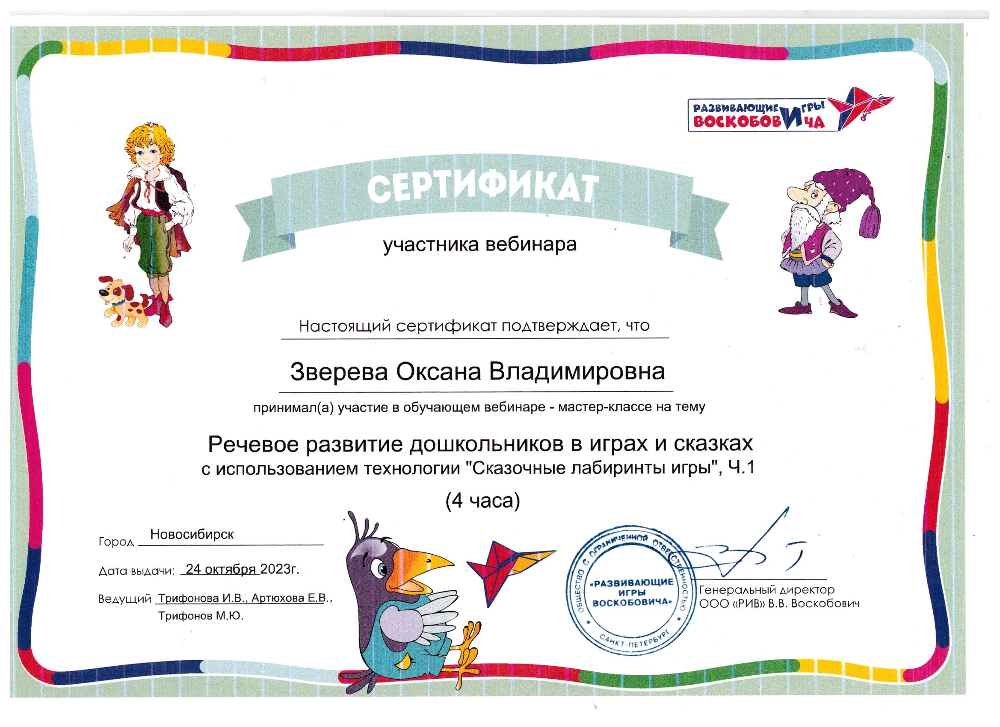 РАЗВИВАЮЩИЕ ИГРЫ
ВОСКОБОВИЧА
СЕРТИФИКАТ
участника вебинара
Настоящий сертификат подтверждает, что
Зверева Оксана Владимировна
принимал(а) участие в обучающем вебинаре - мастер-классе на тему
Речевое развитие дошкольников в играх и сказках
с использованием технологии "Сказочные лабиринты игры", Ч.1
(4 часа)
Город Новосибирск
Дата выдачи: 24 октября 2023г.
Ведущий Трифонова И.В., Артюхова Е.В.,
Трифонов М.Ю.
ОБЩЕСТВО С ОГРАНИЧЕННОЙ ОТВЕТСТВЕННОСТЬЮ
«РАЗВИВАЮЩИЕ
ИГРЫ
ВОСКОБОВИЧА»
* САНКТ-ПЕТЕРБУРГ *
Генеральный директор
ООО «РИВ» В.В. Воскобович